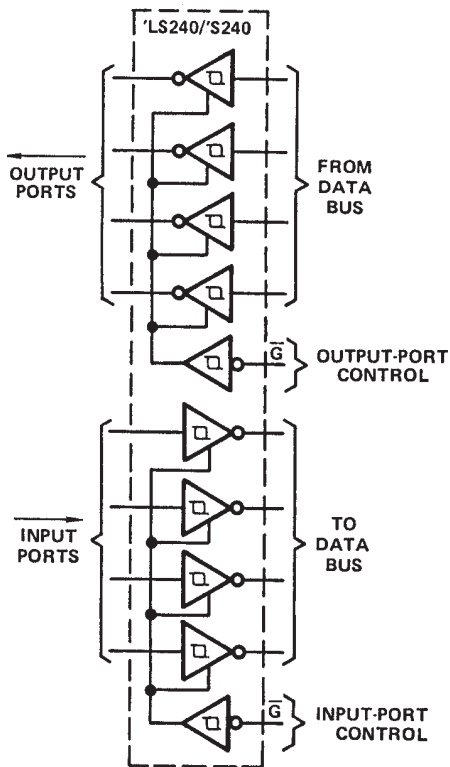 'LS240/'S240
OUTPUT
PORTS
FROM
DATA
BUS
G̅
OUTPUT-PORT
CONTROL
INPUT
PORTS
TO
DATA
BUS
G̅
INPUT-PORT
CONTROL